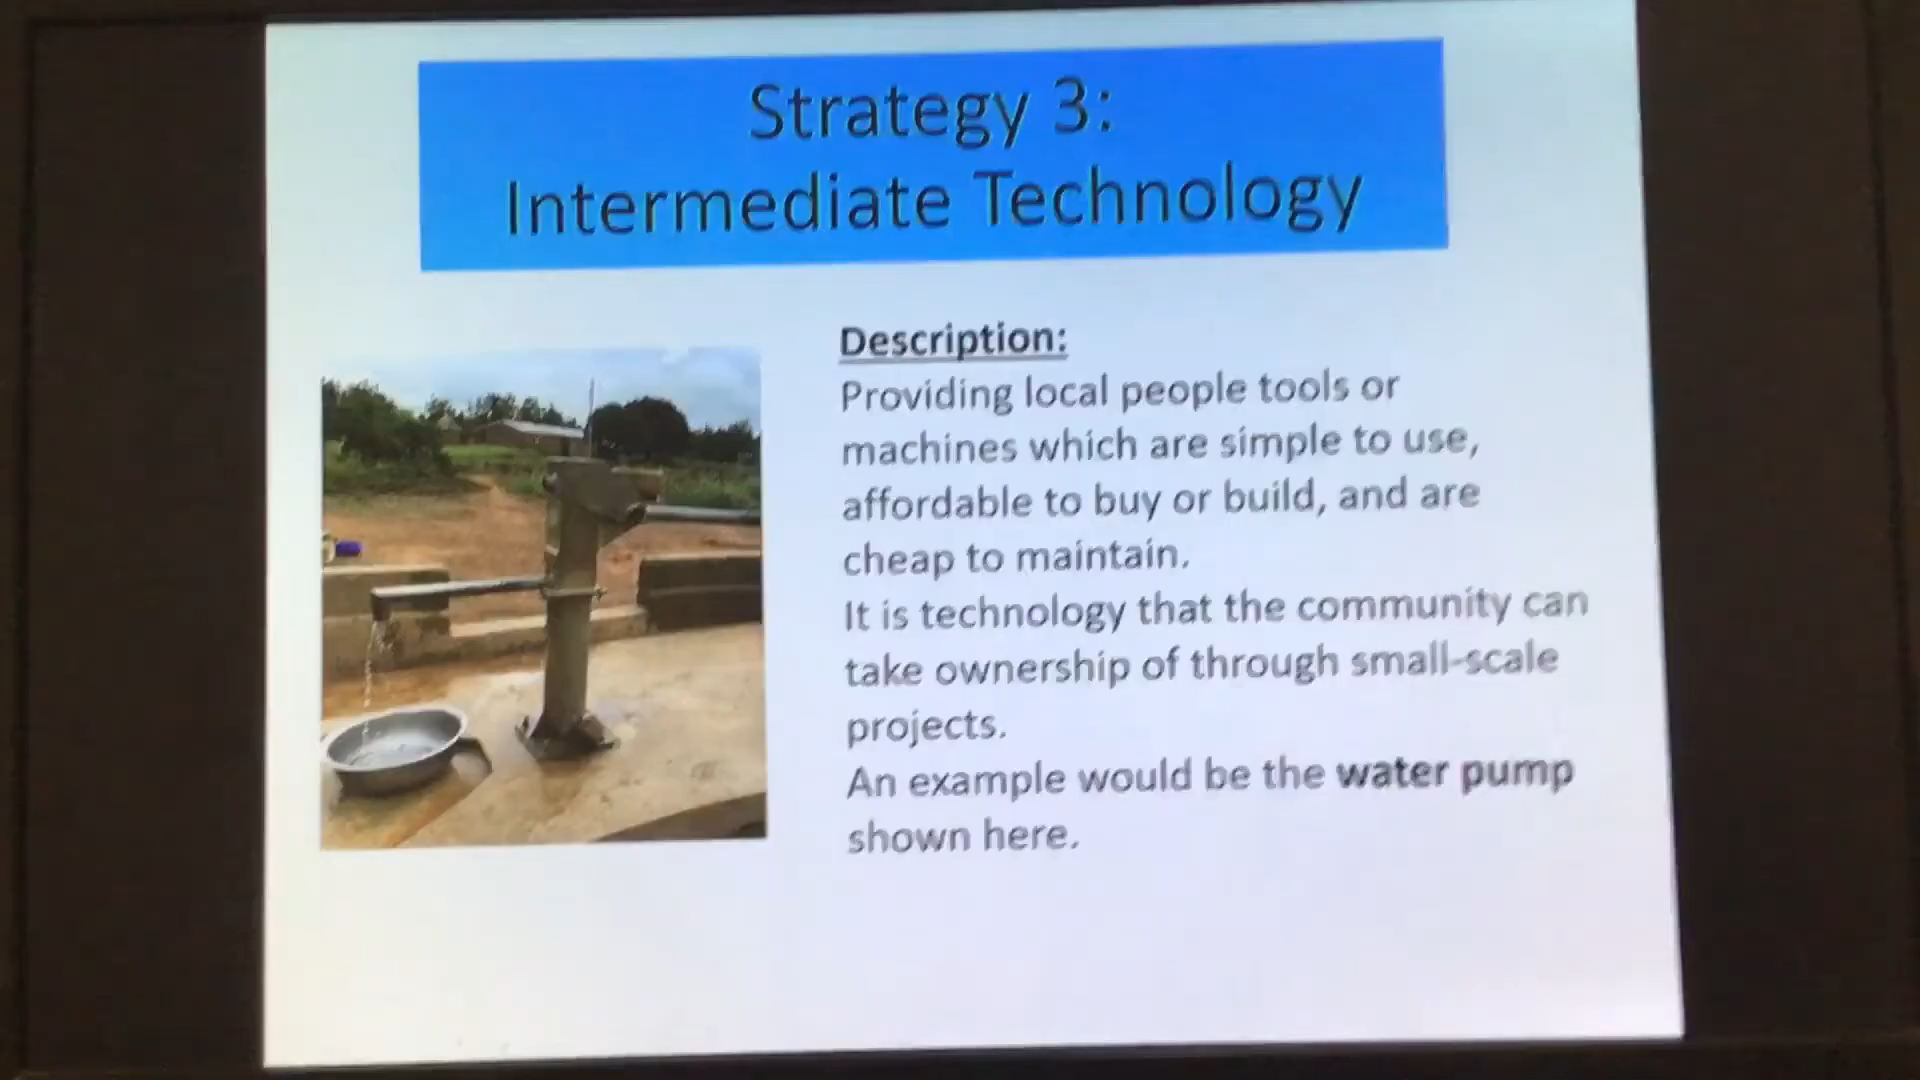 Strategy 3:
Intermediate Technology
Description:
Providing local people tools or
machines which are simple to use,
affordable to buy or build, and are
cheap to maintain.
It is technology that the community can
take ownership of through small-scale
projects.
An example would be the water pump
shown here.